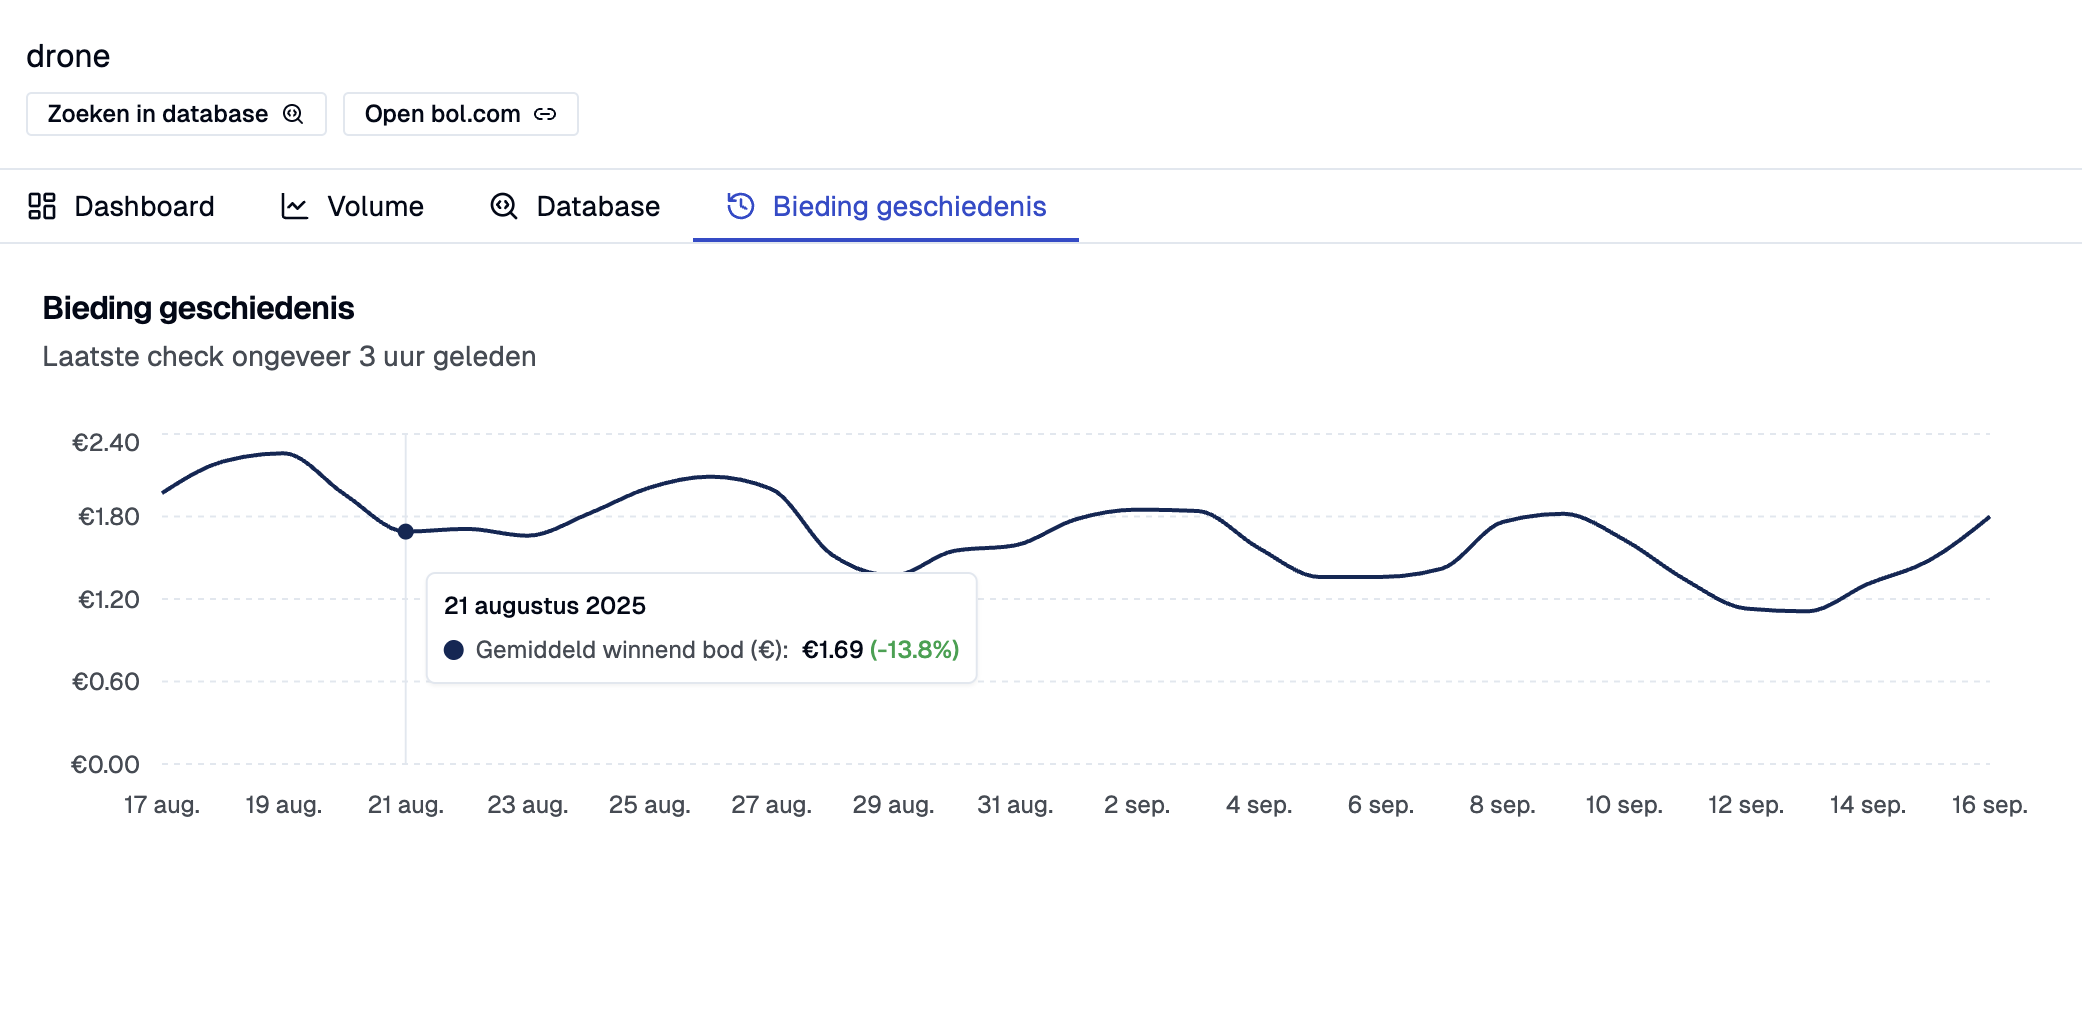 drone
Zoeken in database
Open bol.com
Dashboard
Volume
Database
Bieding geschiedenis
Bieding geschiedenis
Laatste check ongeveer 3 uur geleden
€2.40
€1.80
€1.20
€0.60
€0.00
21 augustus 2025
Gemiddeld winnend bod (€): €1.69 (-13.8%)
17 aug.
19 aug.
21 aug.
23 aug.
25 aug.
27 aug.
29 aug.
31 aug.
2 sep.
4 sep.
6 sep.
8 sep.
10 sep.
12 sep.
14 sep.
16 sep.